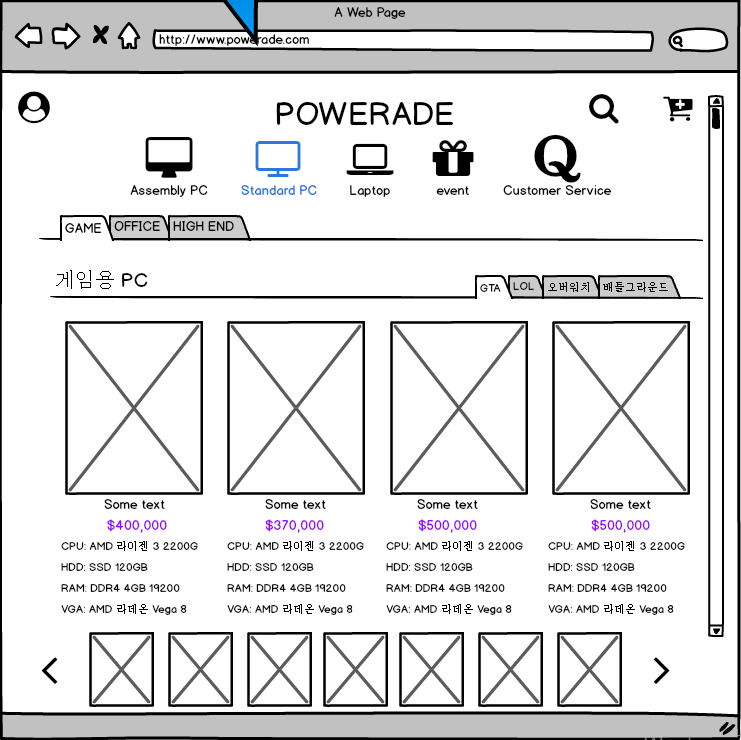 A Web Page
http://www.powerade.com
POWERADE
Assembly PC Standard PC Laptop event Customer Service
GAME OFFICE HIGH END
게임용 PC
GTA LOL 오버워치 배틀그라운드
Some text Some text Some text Some text
$400,000 $370,000 $500,000 $500,000
CPU: AMD 라이젠 3 2200G CPU: AMD 라이젠 3 2200G CPU: AMD 라이젠 3 2200G CPU: AMD 라이젠 3 2200G
HDD: SSD 120GB HDD: SSD 120GB HDD: SSD 120GB HDD: SSD 120GB
RAM: DDR4 4GB 19200 RAM: DDR4 4GB 19200 RAM: DDR4 4GB 19200 RAM: DDR4 4GB 19200
VGA: AMD 라데온 Vega 8 VGA: AMD 라데온 Vega 8 VGA: AMD 라데온 Vega 8 VGA: AMD 라데온 Vega 8